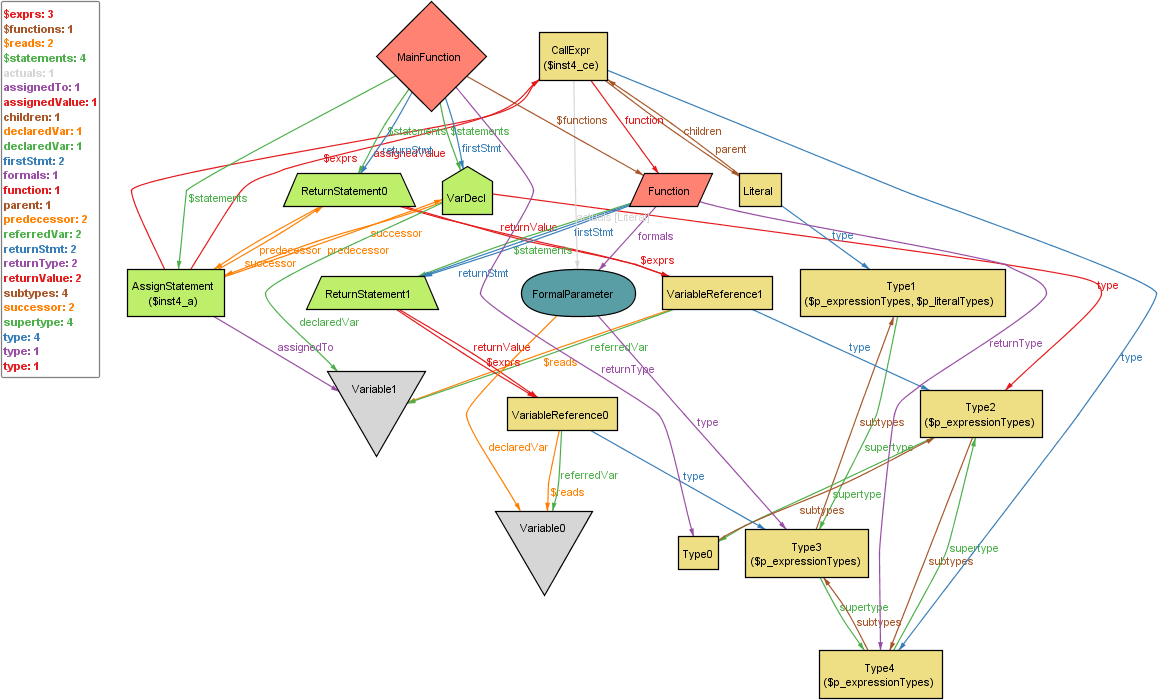 $exprs: 3
$functions: 1
$reads: 2
$statements: 4
actuals: 1
assignedTo: 1
assignedValue: 1
children: 1
declaredVar: 1
declaredVar: 1
firstStmt: 2
formals: 1
function: 1
parent: 1
predecessor: 2
referredVar: 2
returnStmt: 2
returnType: 2
returnValue: 2
subtypes: 4
successor: 2
supertype: 4
type: 4
type: 1
type: 1
MainFunction
CallExpr
($inst4_ce)
$statements
$statements
returnStmt
firstStmt
$functions
function
children
parent
$exprs
assignedValue
ReturnStatement0
VarDecl
Function
Literal
$statements
actuals [Literal]
returnValue
firstStmt
formals
type
successor
predecessor
predecessor
successor
$statements
$exprs
returnStmt
AssignStatement
($inst4_a)
ReturnStatement1
FormalParameter
VariableReference1
Type1
($p_expressionTypes, $p_literalTypes)
type
declaredVar
assignedTo
returnValue
$exprs
referredVar
$reads
returnType
type
returnType
type
Variable1
VariableReference0
Type2
($p_expressionTypes)
type
subtypes
declaredVar
supertype
referredVar
type
$reads
supertype
subtypes
Variable0
Type0
Type3
($p_expressionTypes)
supertype
subtypes
supertype
subtypes
Type4
($p_expressionTypes)